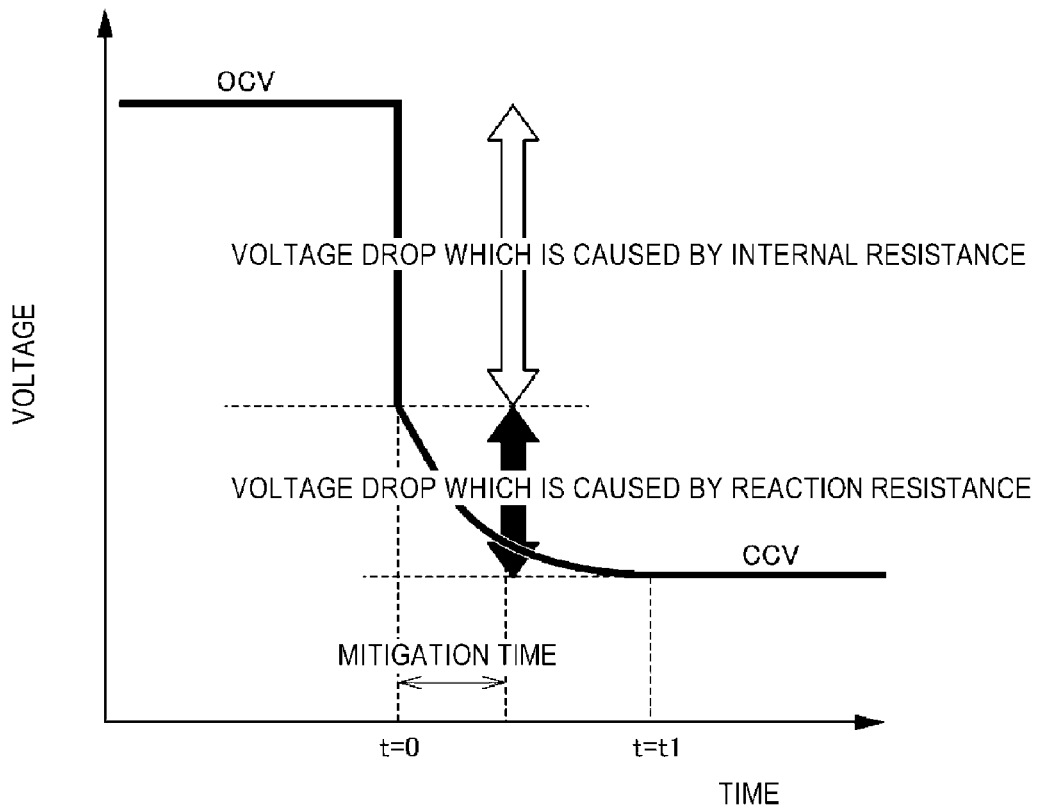 OCV
VOLTAGE DROP WHICH IS CAUSED BY INTERNAL RESISTANCE
VOLTAGE
VOLTAGE DROP WHICH IS CAUSED BY REACTION RESISTANCE
CCV
MITIGATION TIME
t=0
t=t1
TIME